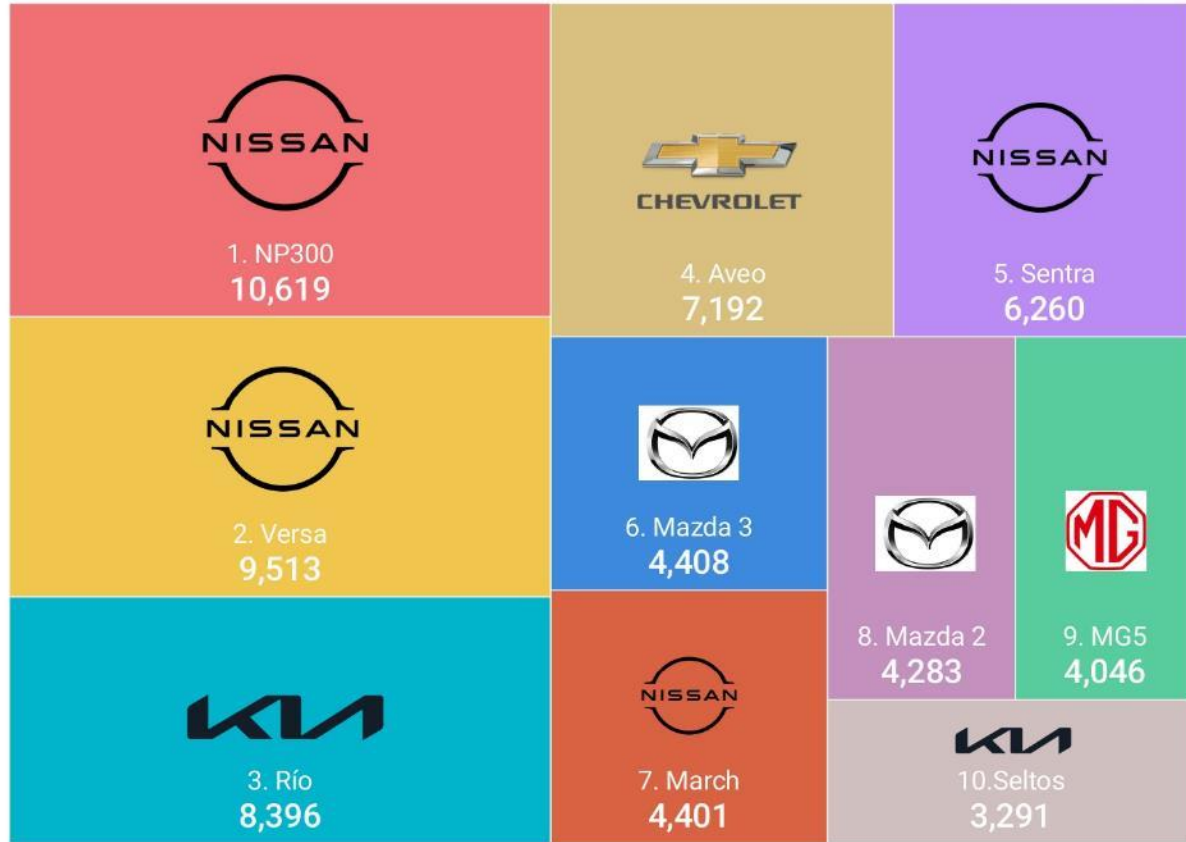 NISSAN
1. NP300
10,619
NISSAN
2. Versa
9,513
KIA
3. Río
8,396
CHEVROLET
4. Aveo
7,192
NISSAN
5. Sentra
6,260
6. Mazda 3
4,408
NISSAN
7. March
4,401
8. Mazda 2
4,283
MG
9. MG5
4,046
KIA
10.Seltos
3,291